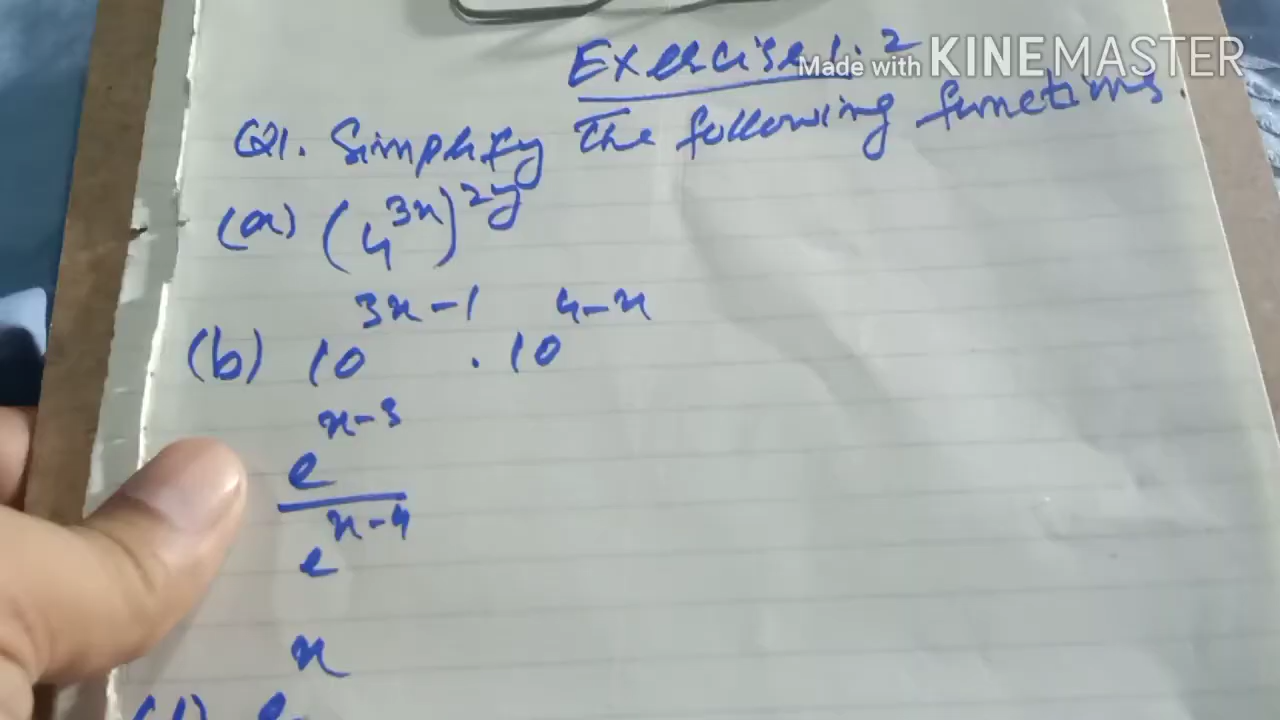 Exercise 1.2
Made with KINEMASTER
Q1. Simplify The following functions.
(a) (4^3x)^2y
(b) 10^3x-1 . 10^4-x
e^x-3
e^x-4
x
(d)